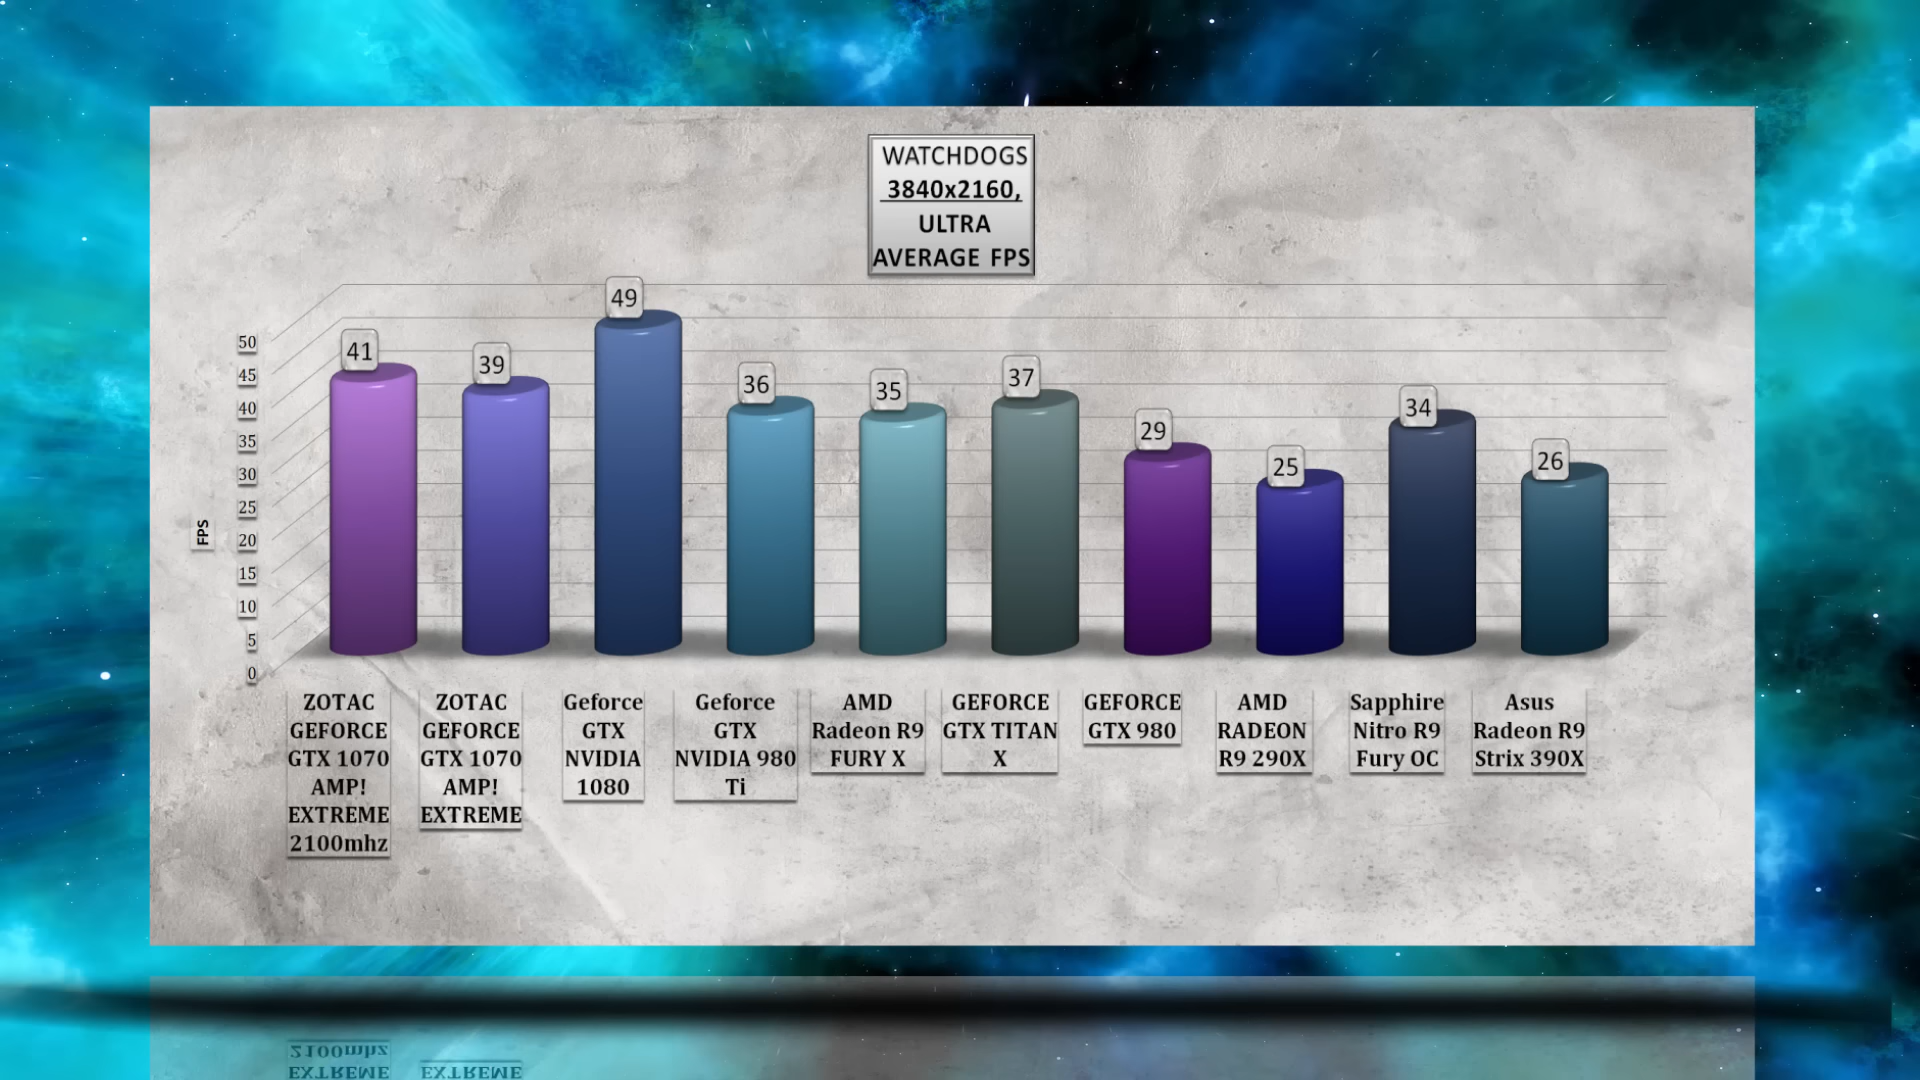 WATCHDOGS
3840x2160,
ULTRA
AVERAGE FPS
50
45
40
35
30
25
20
15
10
5
0
FPS
41
39
49
36
35
37
29
25
34
26
ZOTAC
GEFORCE
GTX 1070
AMP!
EXTREME
2100mhz
ZOTAC
GEFORCE
GTX 1070
AMP!
EXTREME
Geforce
GTX
NVIDIA
1080
Geforce
GTX
NVIDIA 980
Ti
AMD
Radeon R9
FURY X
GEFORCE
GTX TITAN
X
GEFORCE
GTX 980
AMD
RADEON
R9 290X
Sapphire
Nitro R9
Fury OC
Asus
Radeon R9
Strix 390X
2100mhz
EXTREME
EXTREME